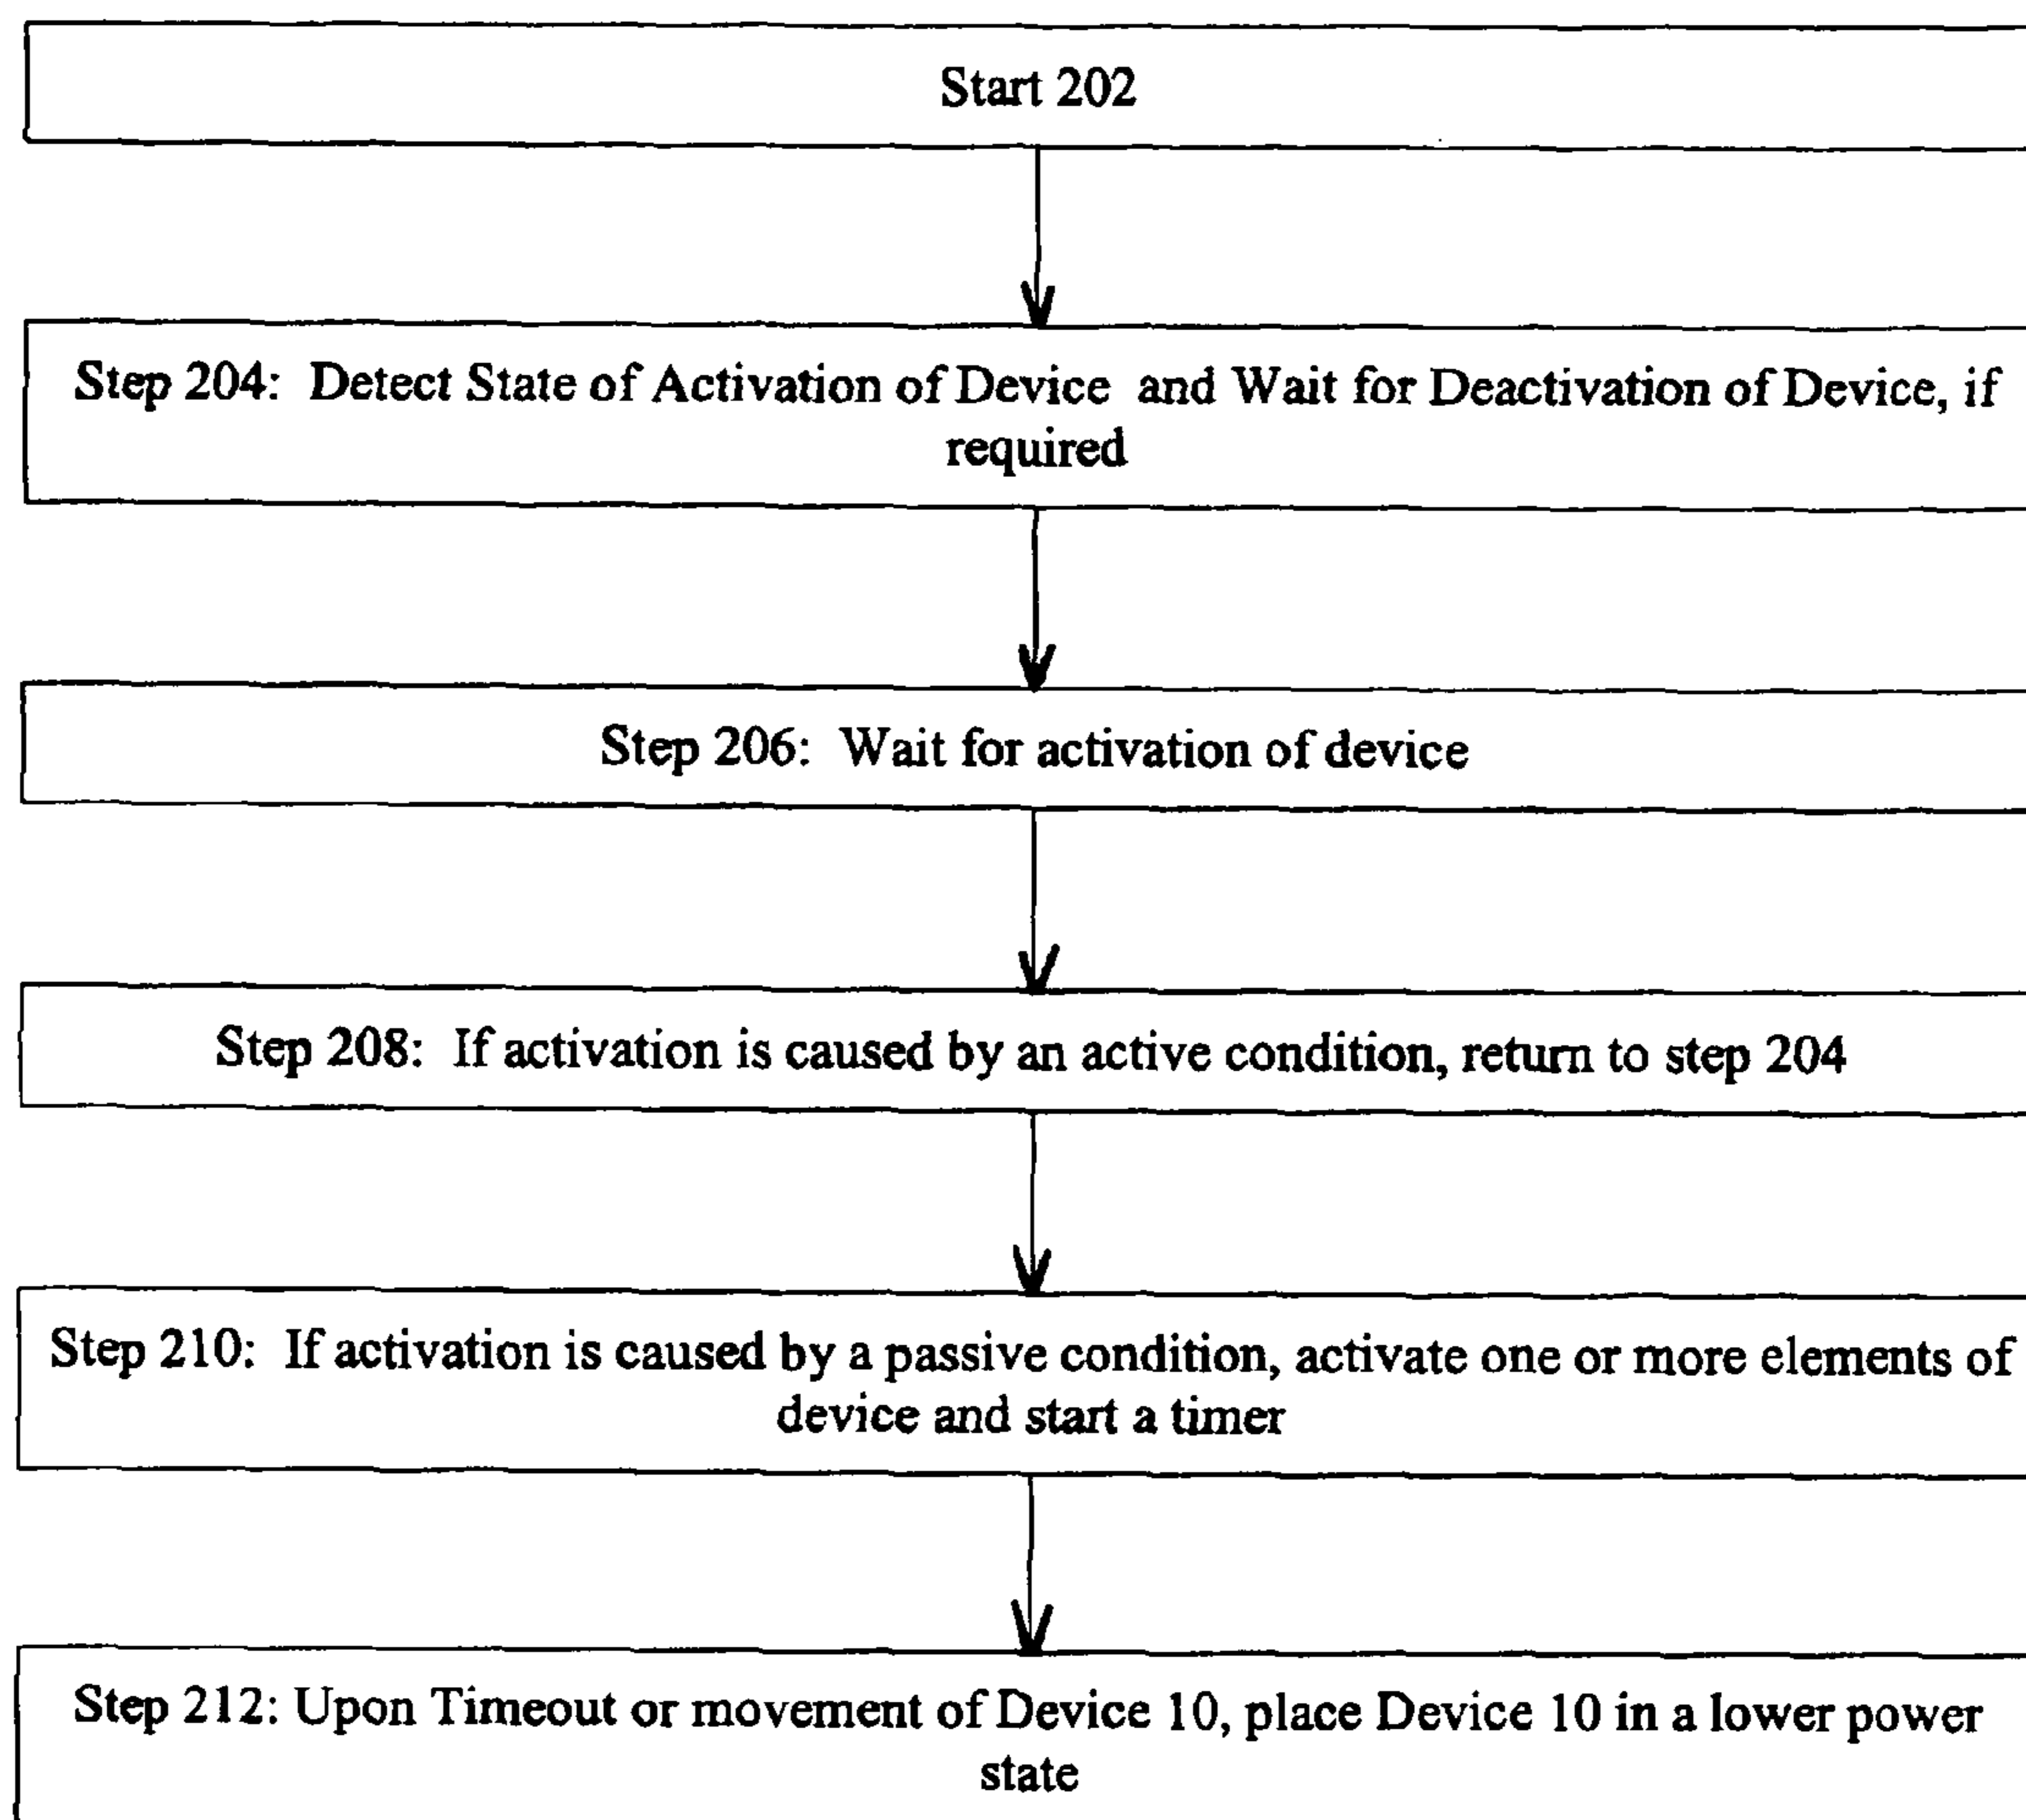 Start 202
Step 204: Detect State of Activation of Device and Wait for Deactivation of Device, if
required
Step 206: Wait for activation of device
Step 208: If activation is caused by an active condition, return to step 204
Step 210: If activation is caused by a passive condition, activate one or more elements of
device and start a timer
Step 212: Upon Timeout or movement of Device 10, place Device 10 in a lower power
state